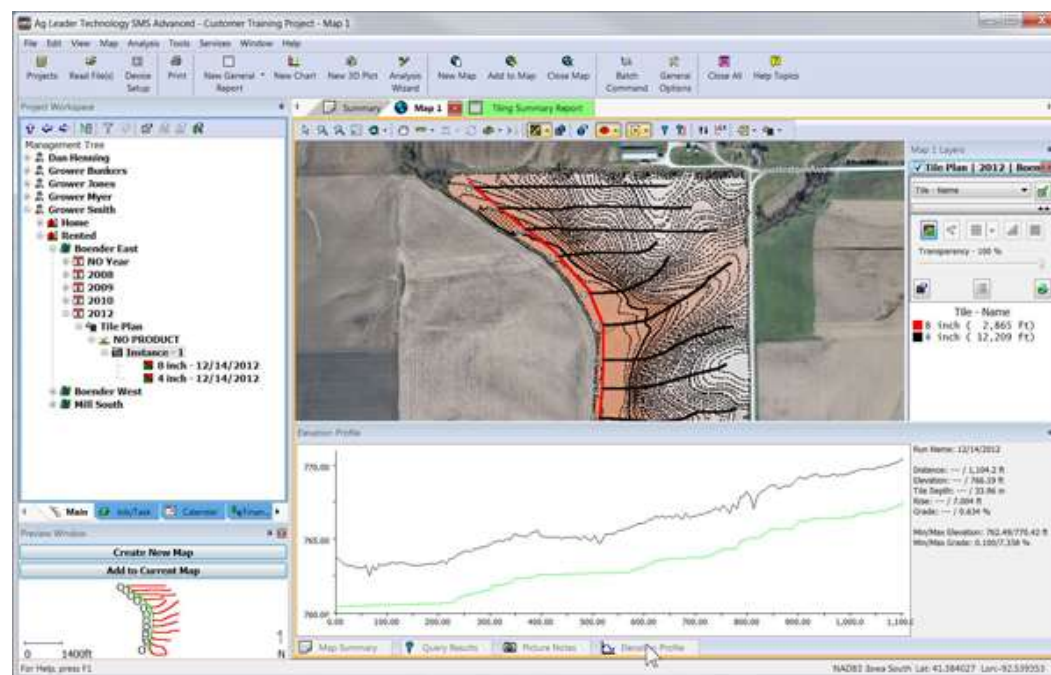 Ag Leader Technology SMS Advanced - Customer Training Project - Map 1
File Edit View Map Analysis Tools Services Window Help
Projects Read File(s) Device Setup Print New General Report New Chart New 3D Plot Analysis Wizard New Map Add to Map Close Map Batch Command General Options Close All Help Topics
Project Workspace
Summary Map 1 Tiling Summary Report
Management Tree
Dan Henning
Grower Bunkers
Grower Jones
Grower Myer
Grower Smith
Home
Rented
Boender East
NO Year
2008
2009
2010
2012
Tile Plan
NO PRODUCT
Instance - 1
8 inch - 12/14/2012
4 inch - 12/14/2012
Boender West
Mill South
Main Job/Task Calendar Finan...
Preview Window
Create New Map
Add to Current Map
0 1400ft N
Map 1 Layers
Tile Plan | 2012 | Boen
Tile - Name
Transparency - 100 %
Tile - Name
8 inch ( 2,865 ft)
4 inch ( 12,209 ft)
Elevation Profile
770.00
765.00
760.00
0.00 100.00 200.00 300.00 400.00 500.00 600.00 700.00 800.00 900.00 1,000.00 1,100
Run Name: 12/14/2012
Distance: --- / 1,104.2 ft
Elevation: --- / 768.19 ft
Tile Depth: --- / 33.96 in
Rise: --- / 7.004 ft
Grade: --- / 0.634 %
Min/Max Elevation: 762.49/770.42 ft
Min/Max Grade: 0.100/7.338 %
Map Summary Query Results Picture Notes Elevation Profile
For Help, press F1
NAD83 Iowa South Lat: 41.384027 Lon:-92.539353